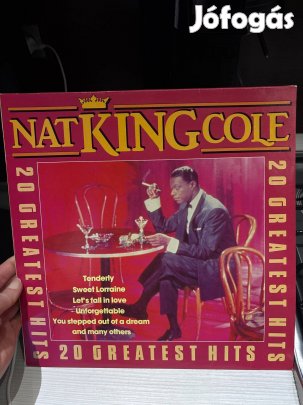 Jófogás
NAT KING COLE
20 GREATEST HITS
20 GREATEST HITS
Tenderly
Sweet Lorraine
Let's fall in love
- Unforgettable
You stepped out of a dream
and many others
20 GREATEST HITS